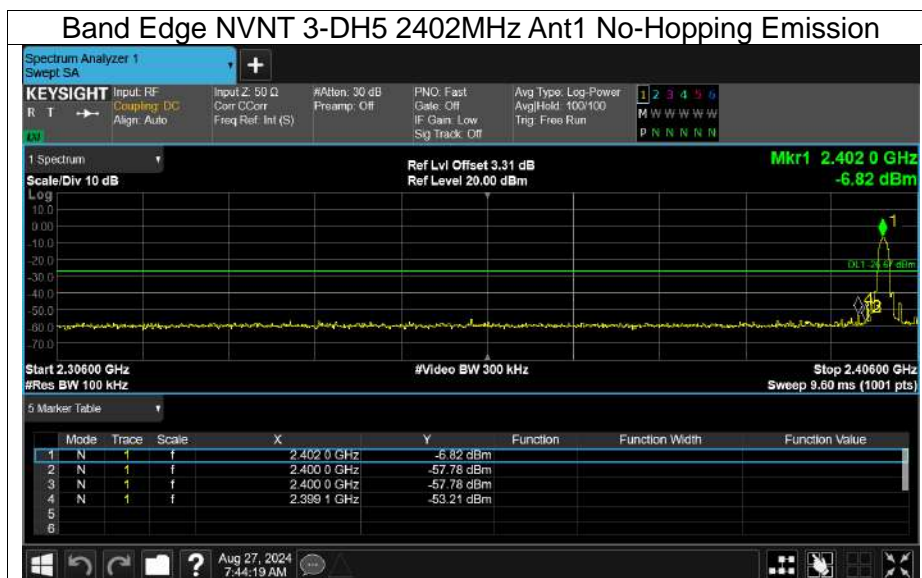 Band Edge NVNT 3-DH5 2402MHz Ant1 No-Hopping Emission
Spectrum Analyzer 1
Swept SA
+
KEYSIGHT Input: RF Input Z: 50 Ω #Atten: 30 dB PNO: Fast Avg Type: Log-Power 1 2 3 4 5 6
R T Coupling: DC Corr CCorr Preamp: Off Gate: Off Avg|Hold: 100/100 M W W W W W
Align: Auto Freq Ref: Int (S) IF Gain: Low Trig: Free Run
Sig Track: Off P N N N N N
1 Spectrum Ref Lvl Offset 3.31 dB Mkr1 2.402 0 GHz
Scale/Div 10 dB Ref Level 20.00 dBm -6.82 dBm
Log
10.0
0.00
-10.0
-20.0
-30.0
-40.0
-50.0
-60.0
-70.0
1
Start 2.30600 GHz #Video BW 300 kHz Stop 2.40600 GHz
#Res BW 100 kHz Sweep 9.60 ms (1001 pts)
5 Marker Table
Mode Trace Scale X Y Function Function Width Function Value
1 N 1 f 2.402 0 GHz -6.82 dBm
2 N 1 f 2.400 0 GHz -57.78 dBm
3 N 1 f 2.400 0 GHz -57.78 dBm
4 N 1 f 2.399 1 GHz -53.21 dBm
5
6
? Aug 27, 2024
7:44:19 AM